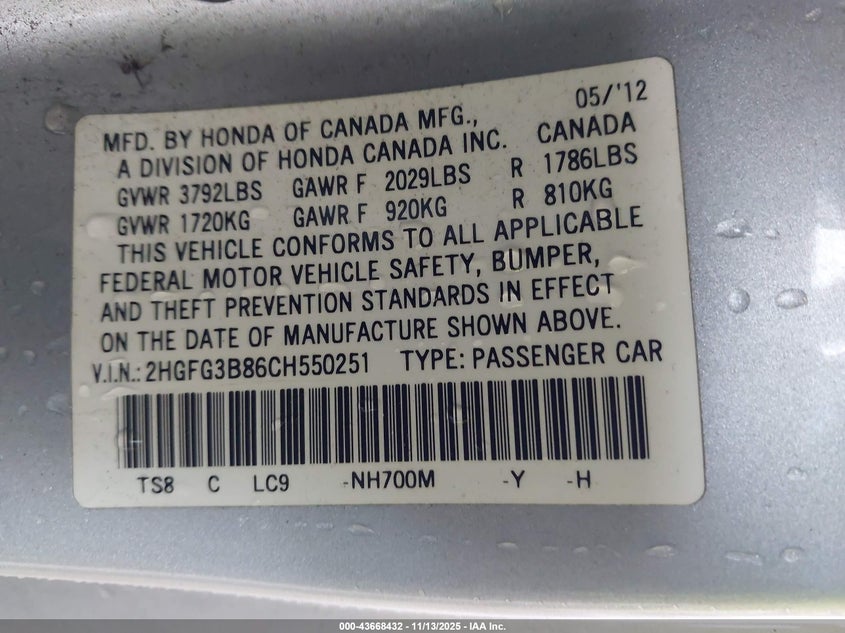 05/'12
MFD. BY HONDA OF CANADA MFG.,
A DIVISION OF HONDA CANADA INC. CANADA
GVWR 3792LBS GAWR F 2029LBS R 1786LBS
GVWR 1720KG GAWR F 920KG R 810KG
THIS VEHICLE CONFORMS TO ALL APPLICABLE
FEDERAL MOTOR VEHICLE SAFETY, BUMPER,
AND THEFT PREVENTION STANDARDS IN EFFECT
ON THE DATE OF MANUFACTURE SHOWN ABOVE.
V.I.N.: 2HGFG3B86CH550251 TYPE: PASSENGER CAR
TS8 C LC9 -NH700M -Y -H
000-43668432 - 11/13/2025 - IAA Inc.